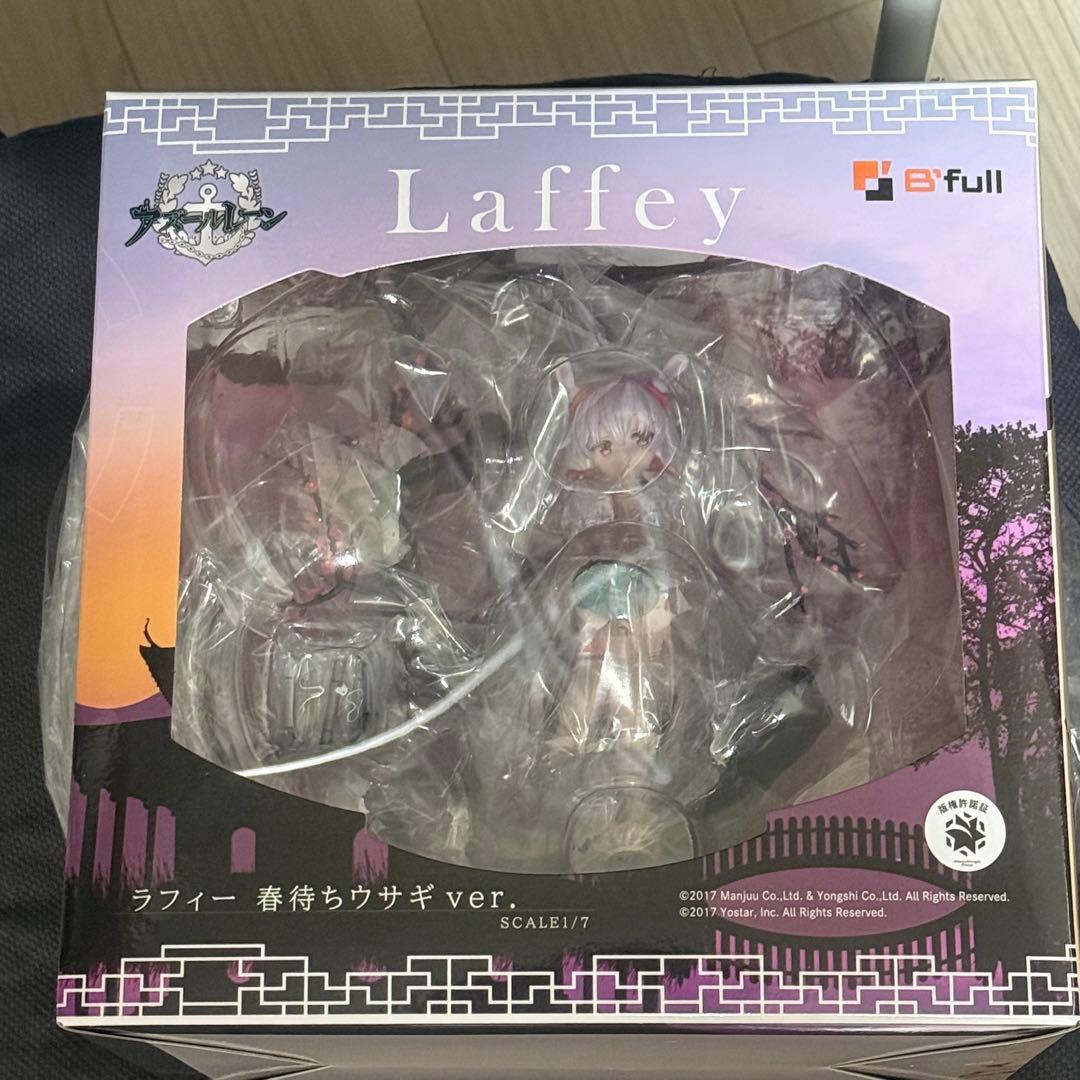 アズールレーン
Laffey
B'full
版権許諾証
ラフィー 春待ちウサギver.
SCALE1/7
©2017 Manjuu Co.,Ltd. & Yongshi Co.,Ltd. All Rights Reserved.
©2017 Yostar, Inc. All Rights Reserved.